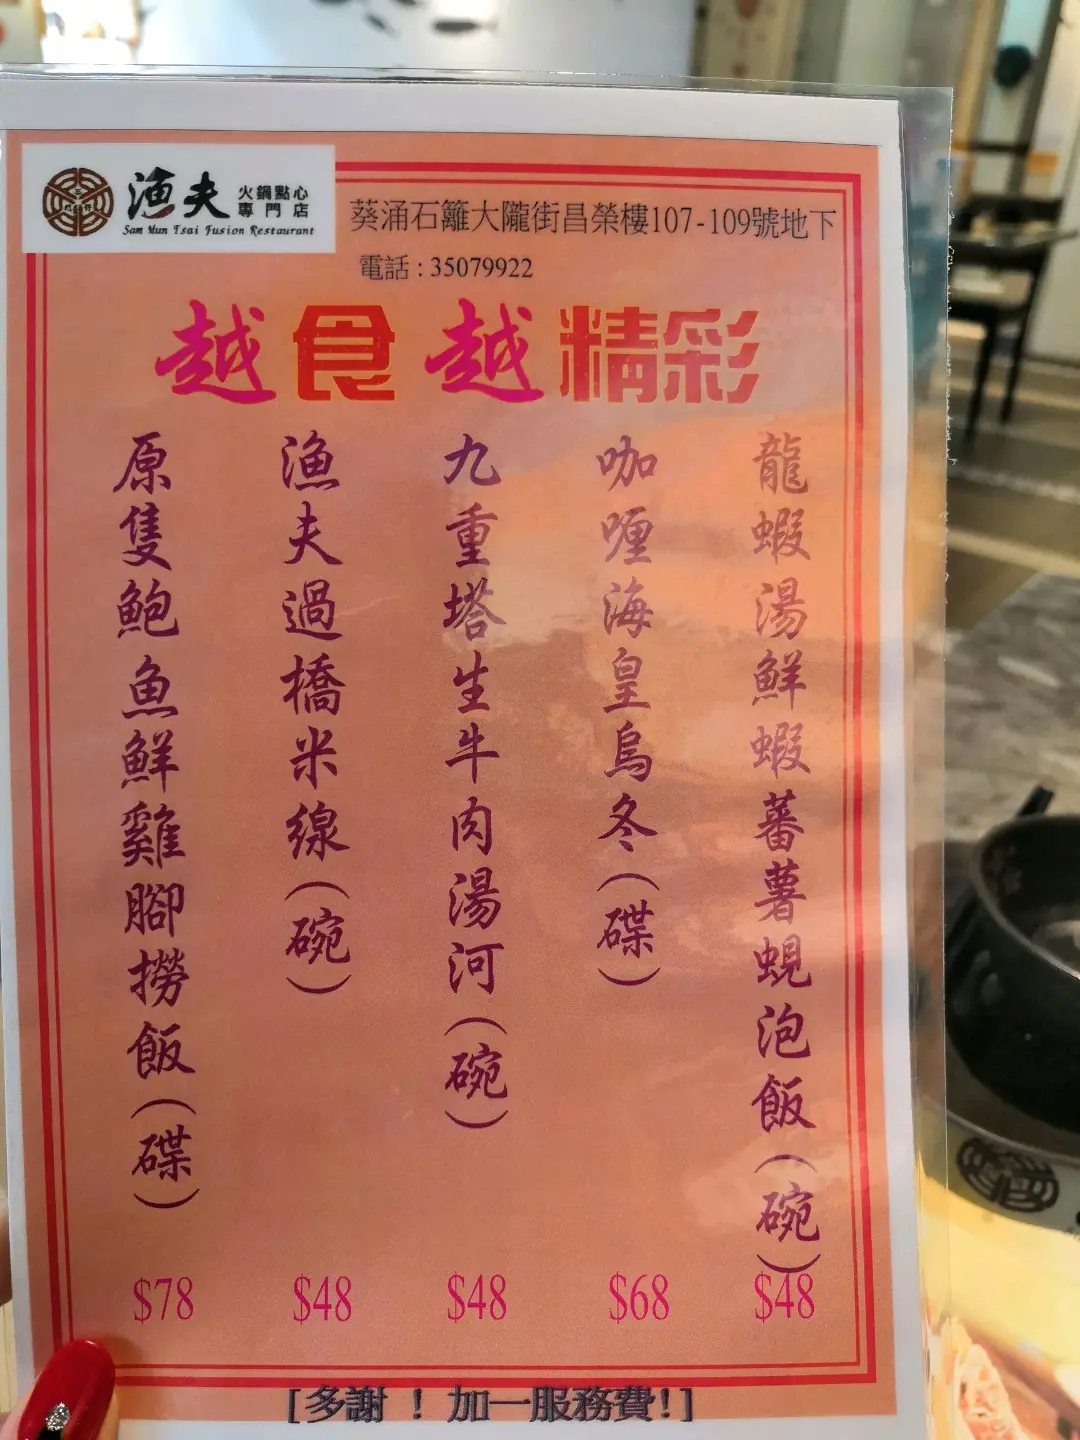 漁夫
火鍋點心
專門店
Sam Mun Tsai Fusion Restaurant
葵涌石籬大隴街昌榮樓107-109號地下
電話 : 35079922
越食越精彩
龍蝦湯鮮蝦蕃薯蜆泡飯(碗)
$48
咖喱海皇烏冬(碟)
$68
九重塔生牛肉湯河(碗)
$48
漁夫過橋米線(碗)
$48
原隻鮑魚鮮雞腳撈飯(碟)
$78
[多謝 ! 加一服務費!]